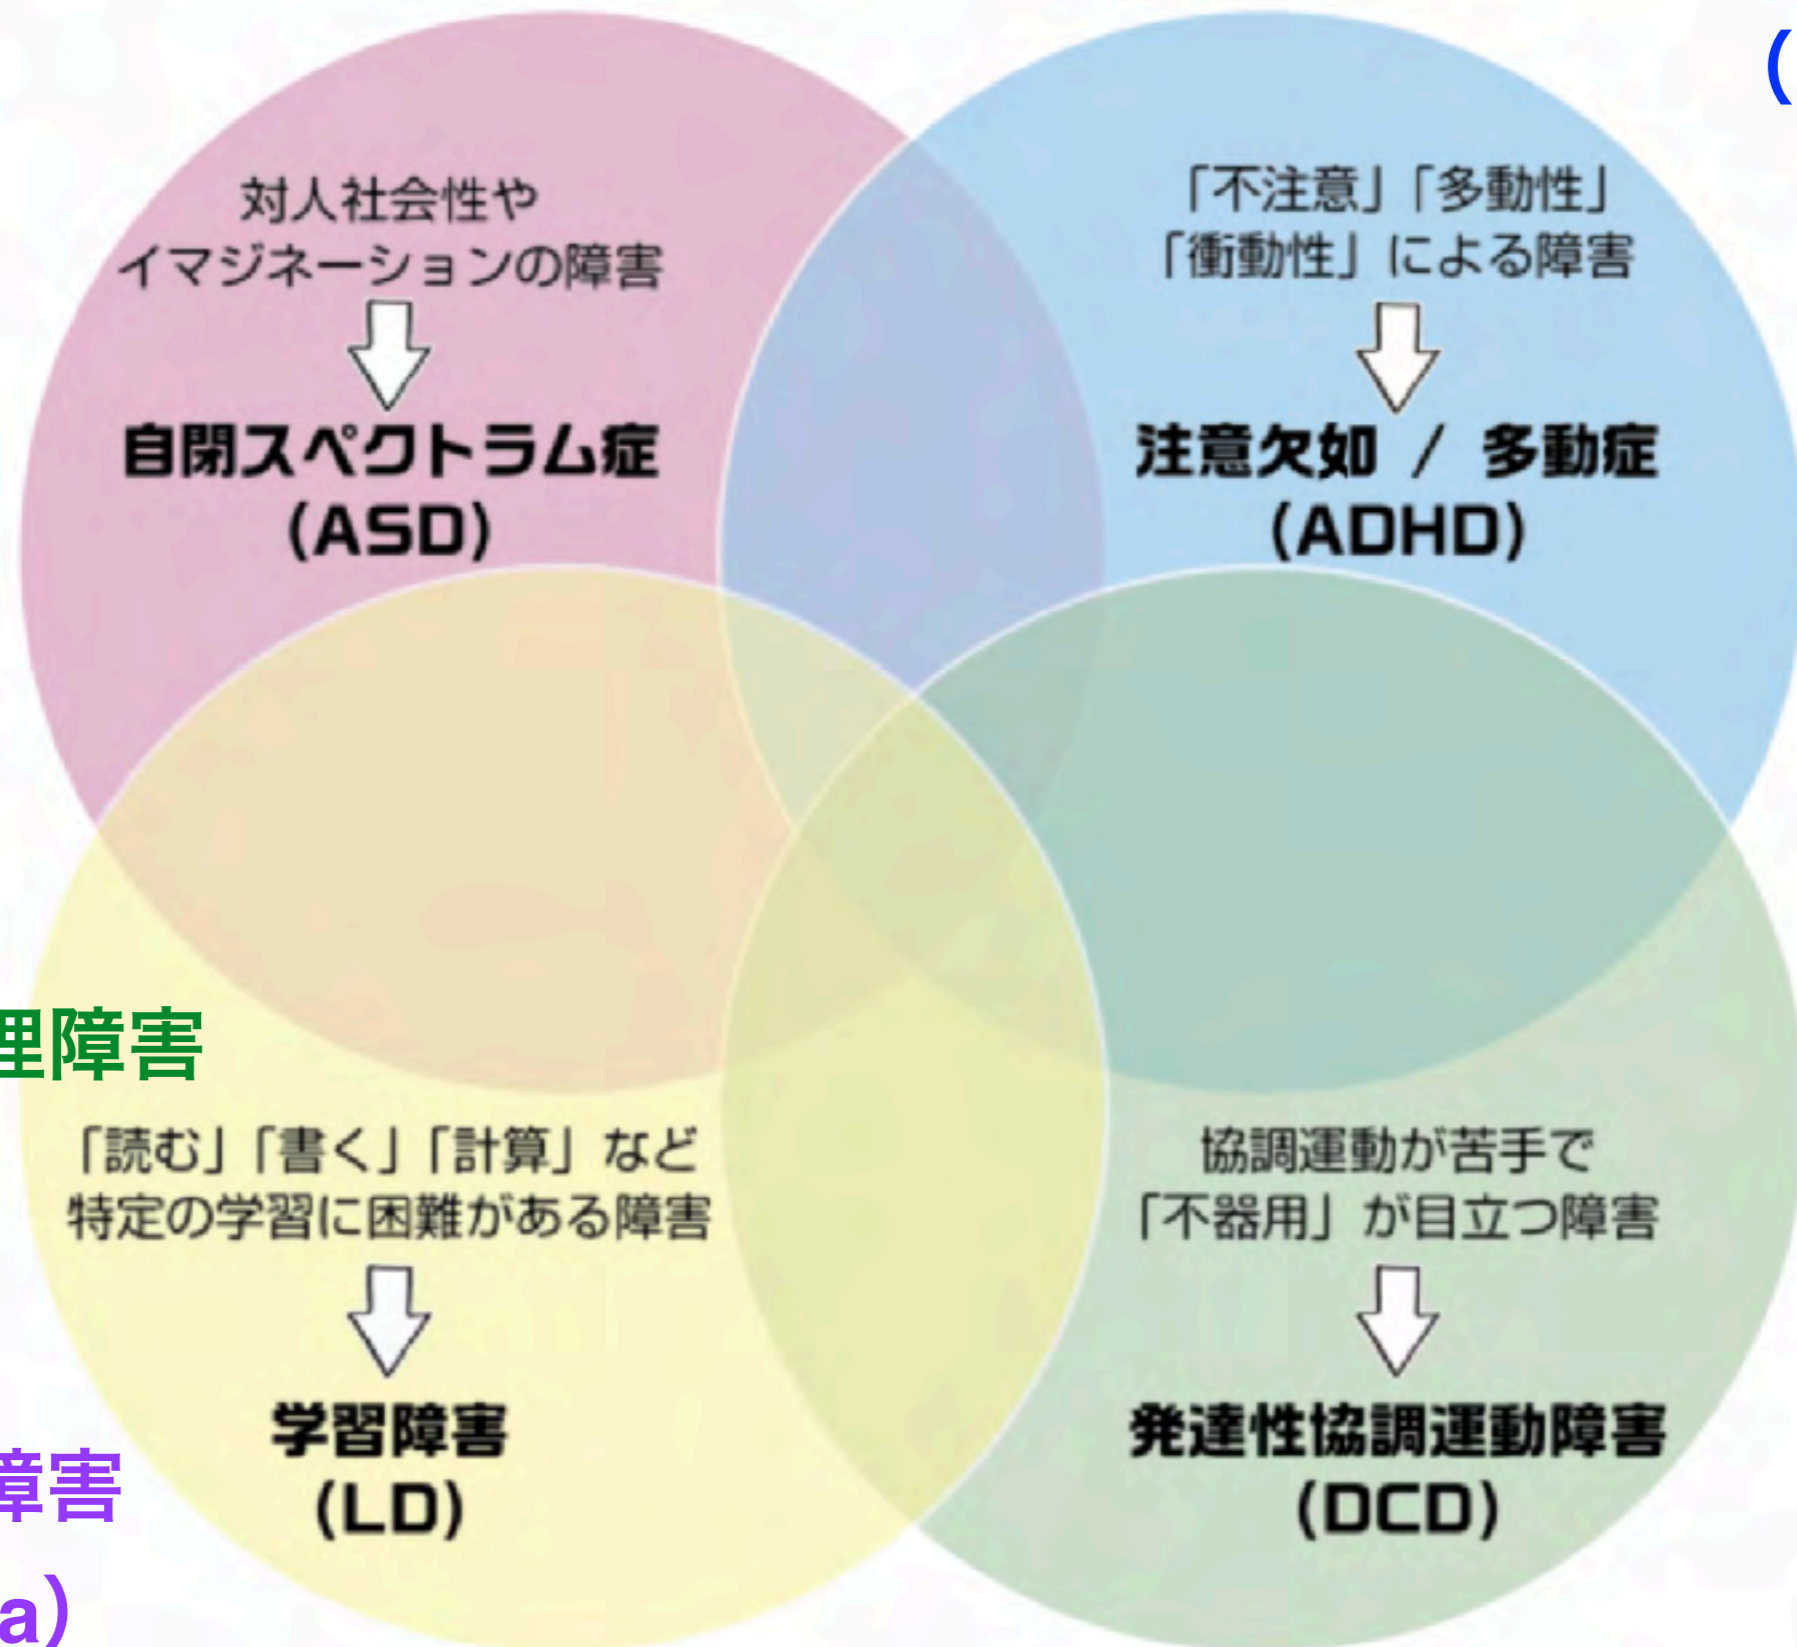 (
対人社会性や
イマジネーションの障害
自閉スペクトラム症
(ASD)
「不注意」「多動性」
「衝動性」による障害
注意欠如 / 多動症
(ADHD)
理障害
「読む」「書く」「計算」など
特定の学習に困難がある障害
学習障害
(LD)
協調運動が苦手で
「不器用」が目立つ障害
発達性協調運動障害
(DCD)
障害
a)